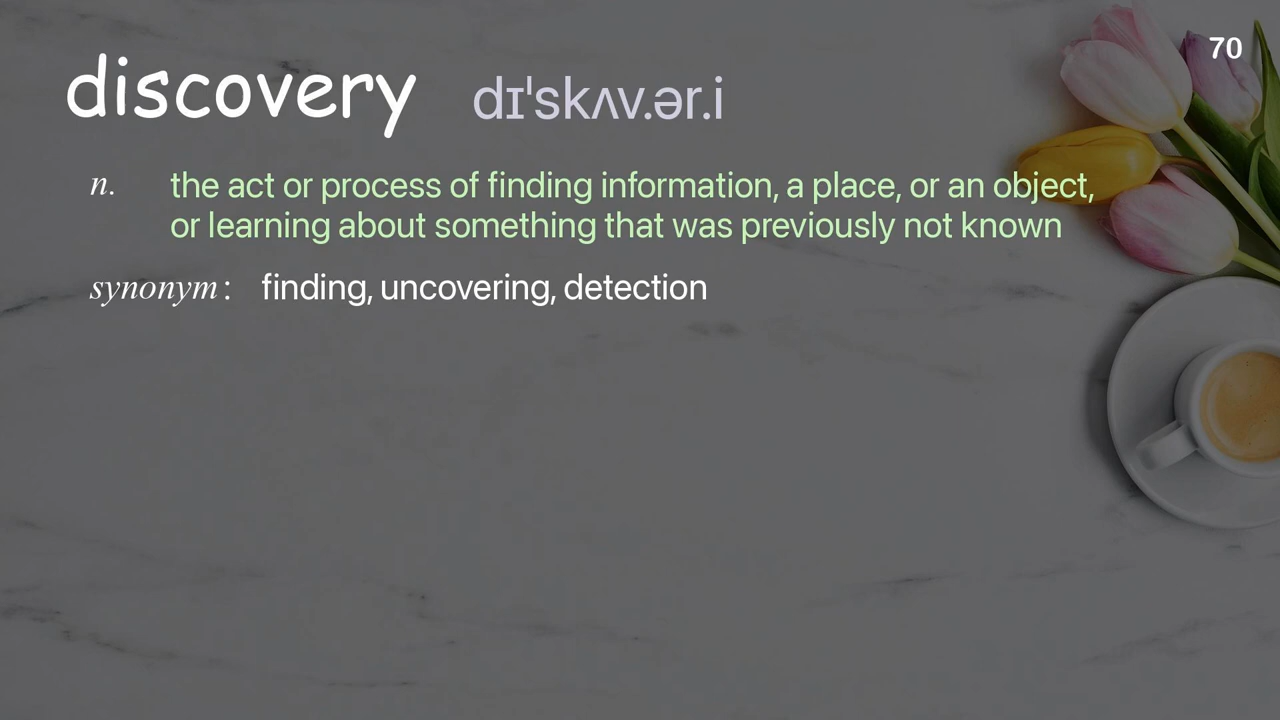 70
discovery dɪˈskʌv.ər.i
n. the act or process of finding information, a place, or an object,
or learning about something that was previously not known
synonym: finding, uncovering, detection